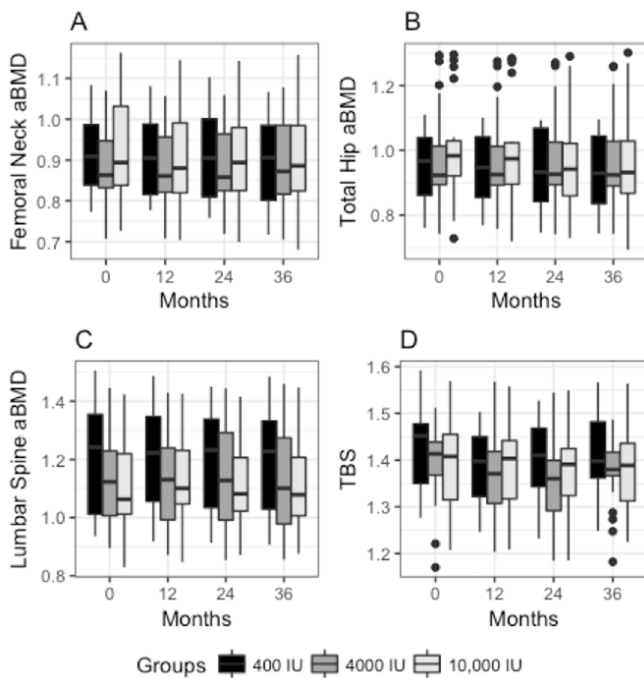 A
Femoral Neck aBMD
1.1
1.0
0.9
0.8
0.7
0 12 24 36
Months
B
Total Hip aBMD
1.2
1.0
0.8
0 12 24 36
Months
C
Lumbar Spine aBMD
1.4
1.2
1.0
0.8
0 12 24 36
Months
D
TBS
1.6
1.5
1.4
1.3
1.2
0 12 24 36
Months
Groups 400 IU 4000 IU 10,000 IU